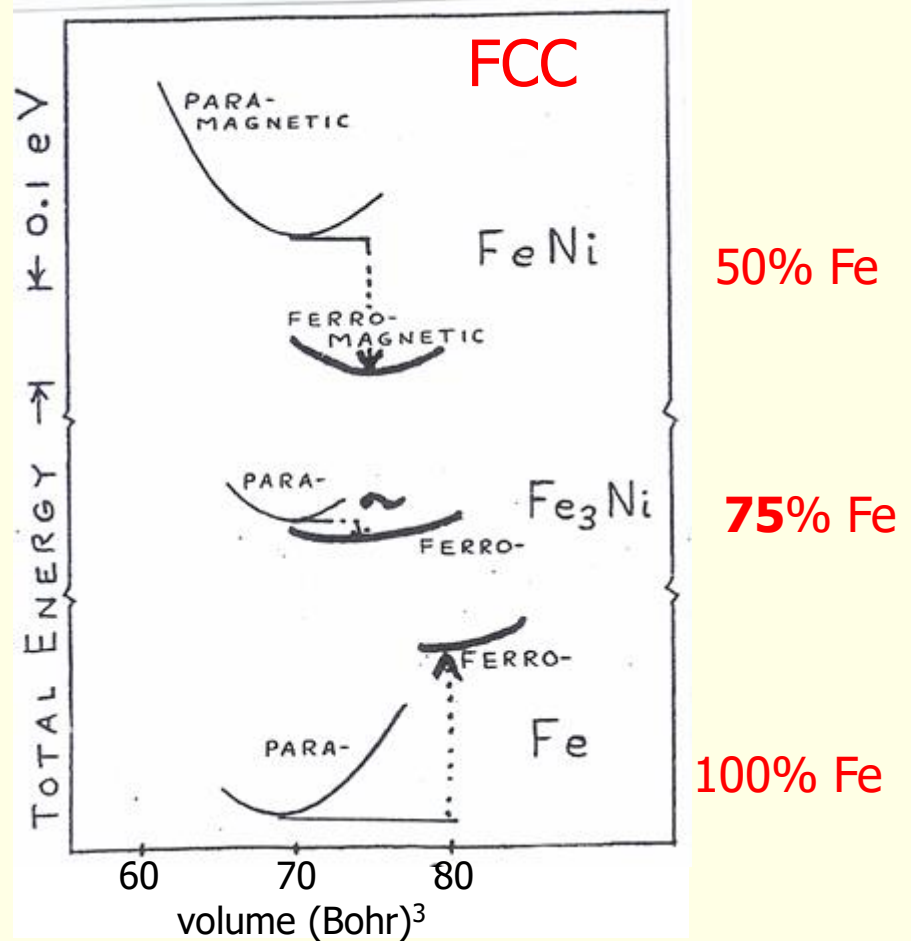 FCC
PARA-
MAGNETIC
FeNi
50% Fe
FERRO-
MAGNETIC
PARA-
~
Fe₃Ni
75% Fe
FERRO-
FERRO-
PARA-
Fe
100% Fe
TOTAL ENERGY →| 0.1 eV |←
60 70 80
volume (Bohr)³